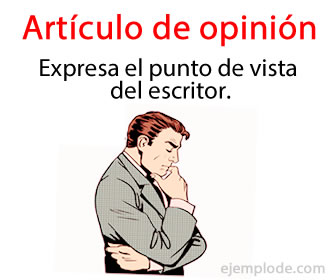 Artículo de opinión
Expresa el punto de vista
del escritor.
ejemplode.com